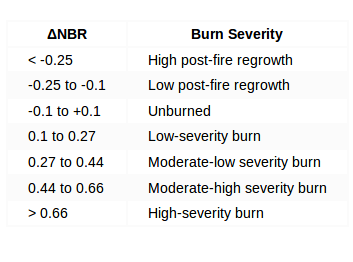 ΔNBR Burn Severity
< -0.25 High post-fire regrowth
-0.25 to -0.1 Low post-fire regrowth
-0.1 to +0.1 Unburned
0.1 to 0.27 Low-severity burn
0.27 to 0.44 Moderate-low severity burn
0.44 to 0.66 Moderate-high severity burn
> 0.66 High-severity burn